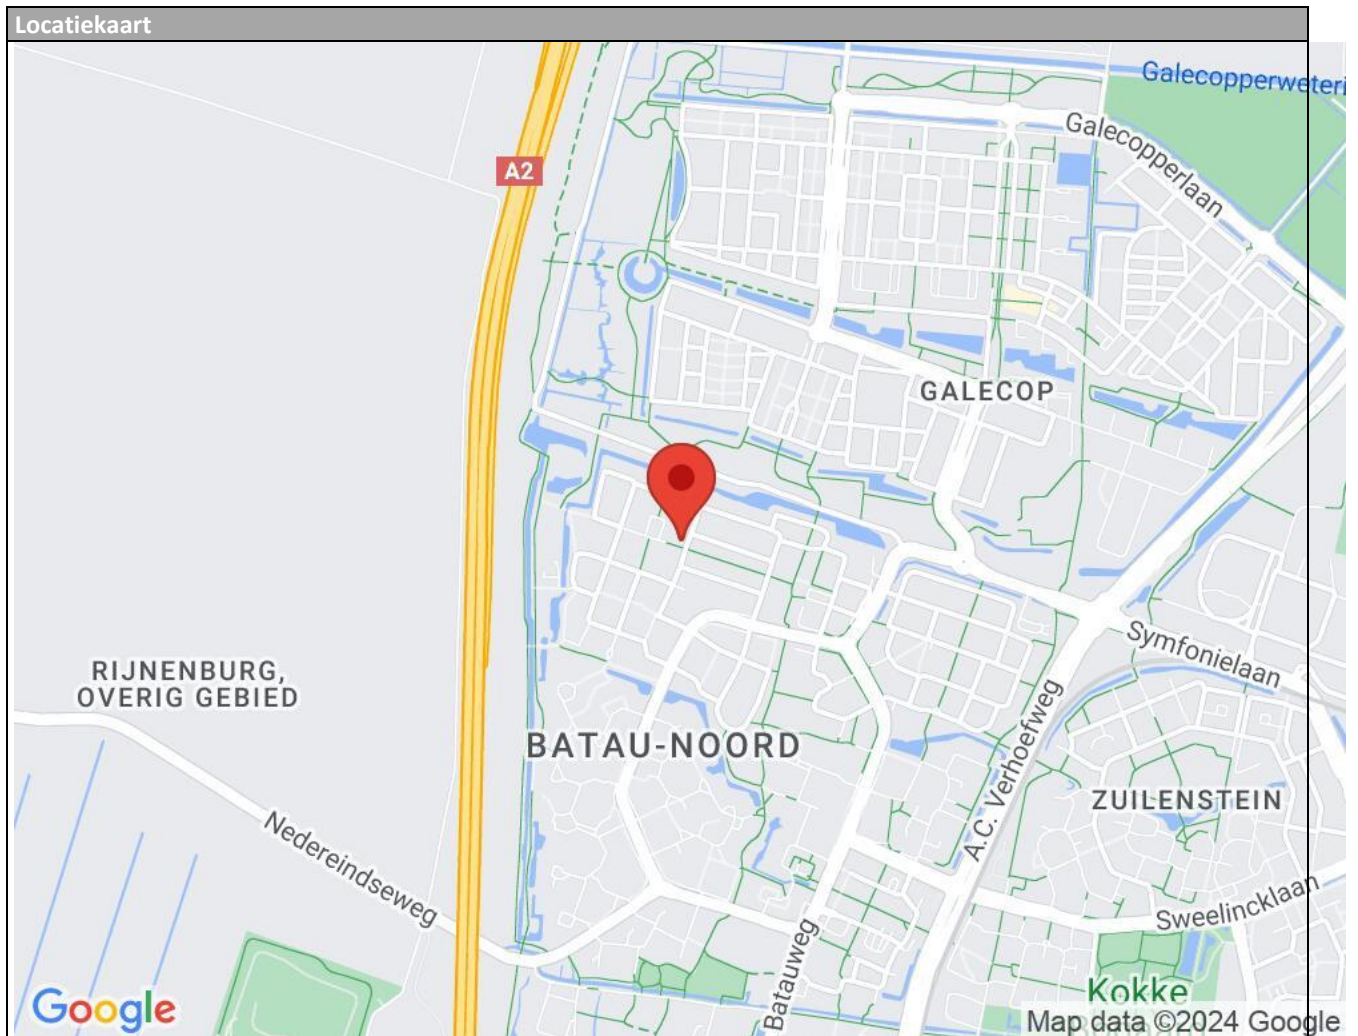 Locatiekaart
Galecopperweteri
Galecopperlaan
A2
GALECOP
Symfonielaan
RIJNENBURG,
OVERIG GEBIED
BATAU-NOORD
A.C. Verhoefweg
ZUILENSTEIN
Nedereindseweg
Sweelincklaan
Batauweg
Kokke
Google
Map data ©2024 Google